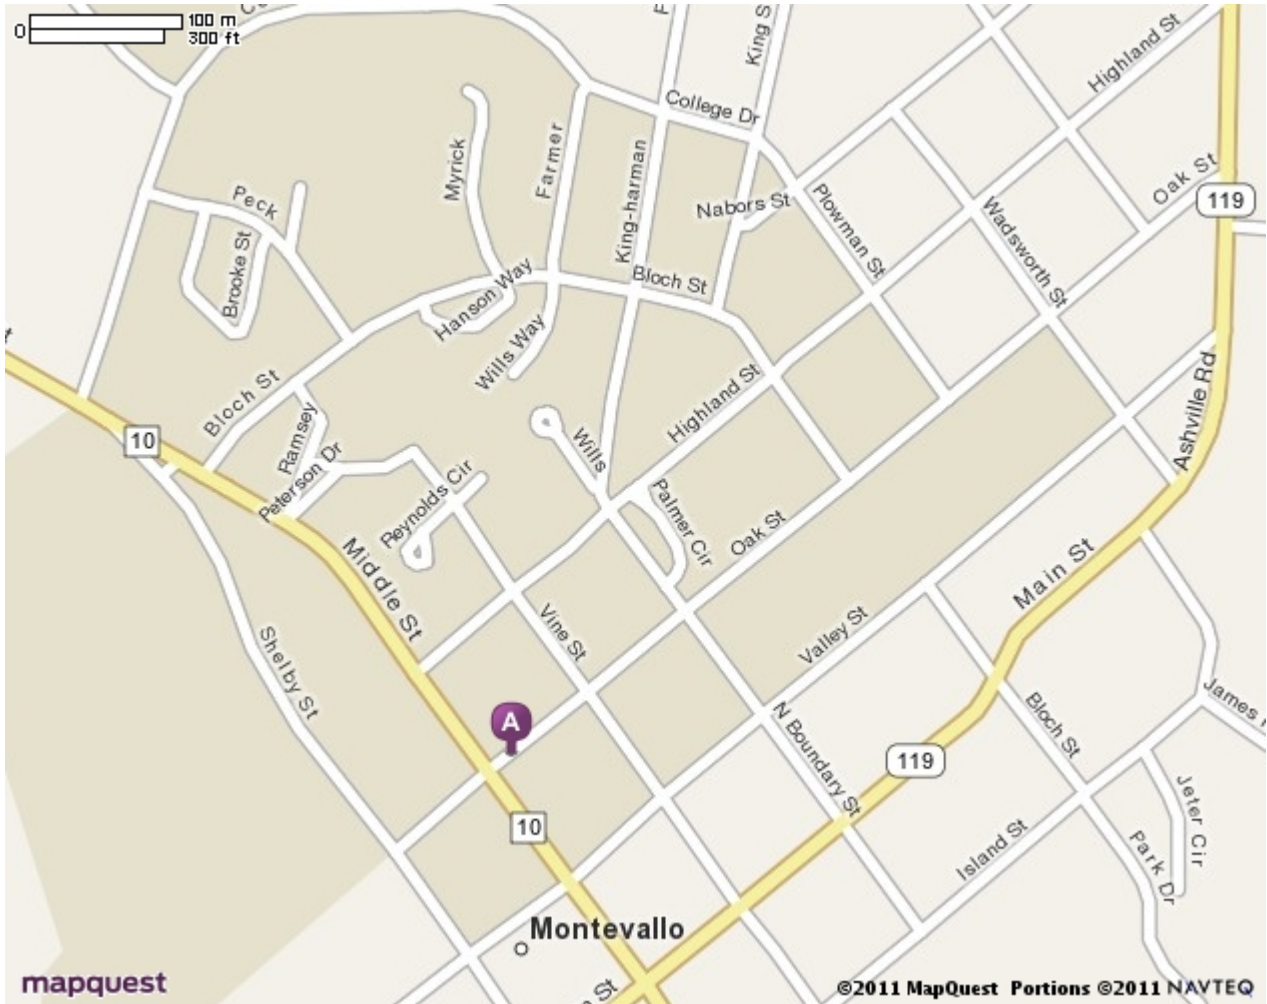 0
100 m
300 ft
King S
Highland St
College Dr
Myrick
Farmer
King-harman
Oak St
Peck
Nabors St
Plowman St
Wadsworth St
119
Brooke St
Bloch St
Hanson Way
Wills Way
Ashville Rd
Bloch St
Highland St
10
Ramsey
Wills
Peterson Dr
Reynolds Cir
Palmer Cir
Oak St
Middle St
Main St
Vine St
Valley St
Shelby St
James
A
N Boundary St
Bloch St
119
Jeter Cir
10
Island St
Park Dr
Montevallo
mapquest
St
©2011 MapQuest Portions ©2011 NAVTEQ